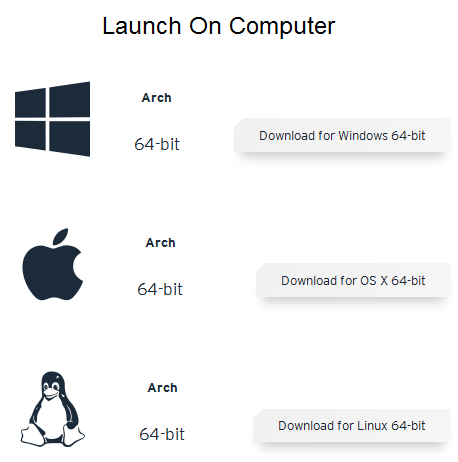 Launch On Computer
Arch
64-bit
Download for Windows 64-bit
Arch
64-bit
Download for OS X 64-bit
Arch
64-bit
Download for Linux 64-bit